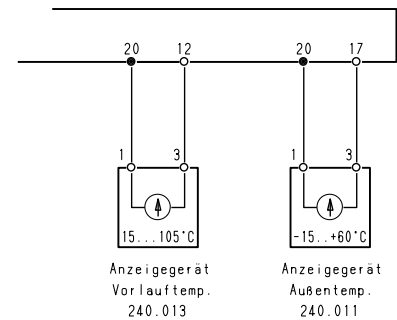 20 12 20 17
1 3 1 3
15...105°C -15..+60°C
Anzeigegerät Anzeigegerät
Vorlauftemp. Außentemp.
240.013 240.011